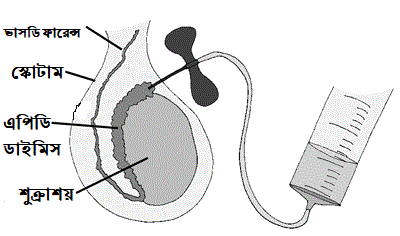 ভাসডি ফারেন্স
স্কোটাম
এপিডি
ডাইমিস
শুক্রাশয়